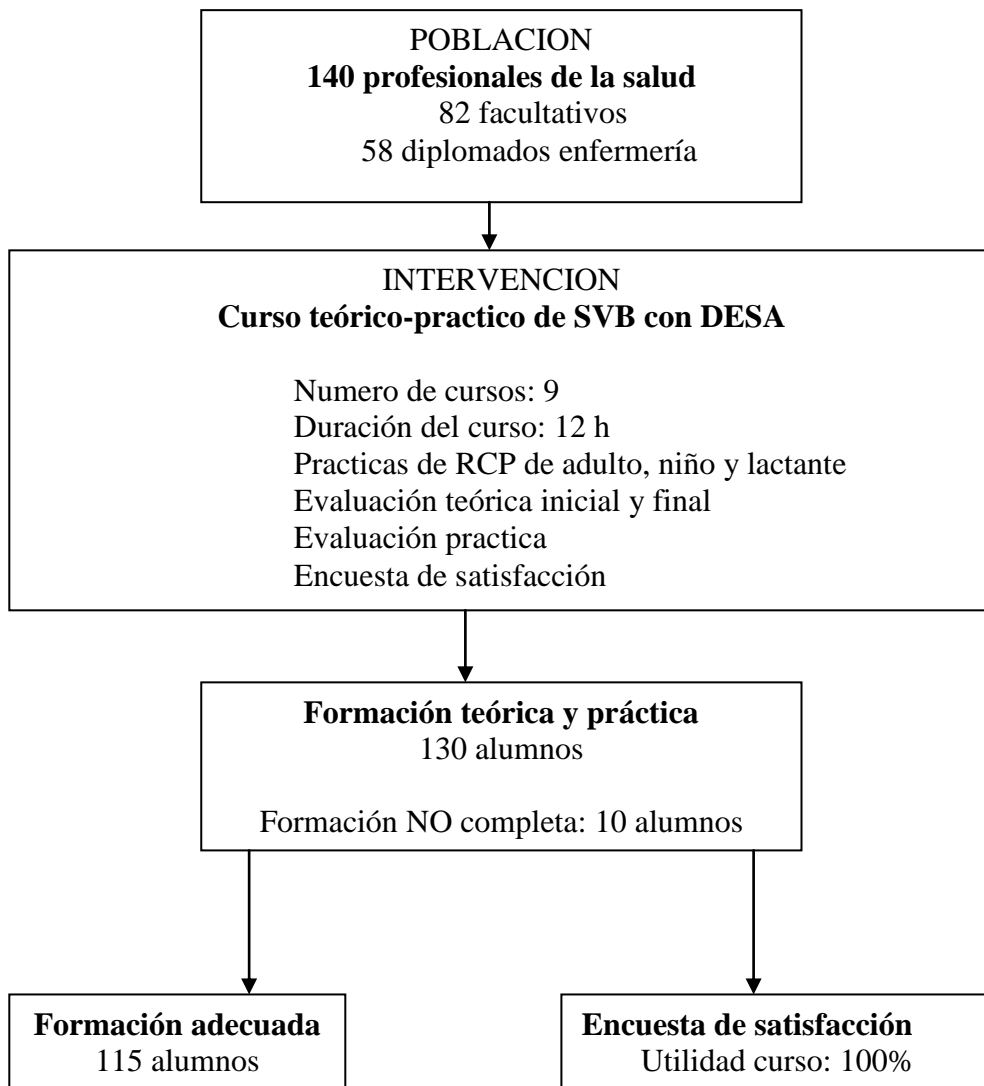 POBLACION
140 profesionales de la salud
82 facultativos
58 diplomados enfermería
INTERVENCION
Curso teórico-practico de SVB con DESA
Numero de cursos: 9
Duración del curso: 12 h
Practicas de RCP de adulto, niño y lactante
Evaluación teórica inicial y final
Evaluación practica
Encuesta de satisfacción
Formación teórica y práctica
130 alumnos
Formación NO completa: 10 alumnos
Formación adecuada
115 alumnos
Encuesta de satisfacción
Utilidad curso: 100%